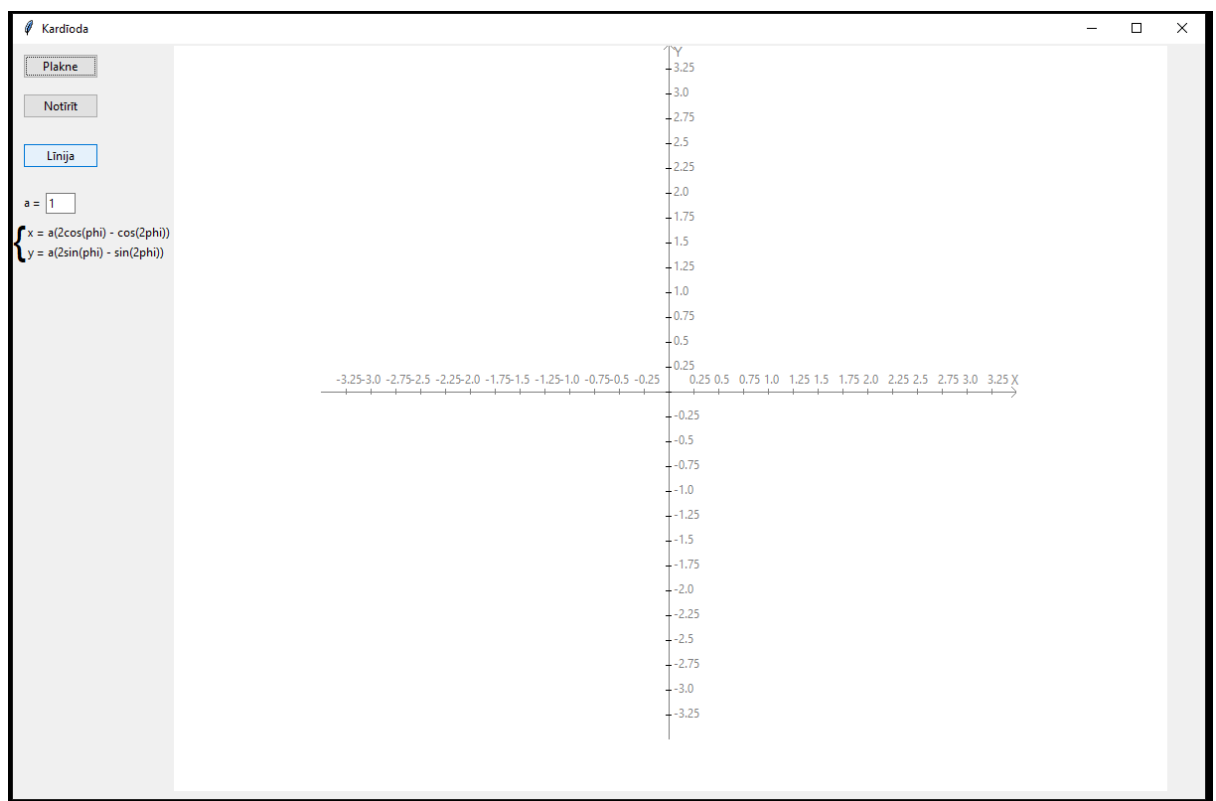 Kardīoda
Plakne
Notīrīt
Līnija
a = 1
{ x = a(2cos(phi) - cos(2phi))
y = a(2sin(phi) - sin(2phi))
Y
3.25
3.0
2.75
2.5
2.25
2.0
1.75
1.5
1.25
1.0
0.75
0.5
0.25
-3.25 -3.0 -2.75 -2.5 -2.25 -2.0 -1.75 -1.5 -1.25 -1.0 -0.75 -0.5 -0.25 0.25 0.5 0.75 1.0 1.25 1.5 1.75 2.0 2.25 2.5 2.75 3.0 3.25 X
-0.25
-0.5
-0.75
-1.0
-1.25
-1.5
-1.75
-2.0
-2.25
-2.5
-2.75
-3.0
-3.25